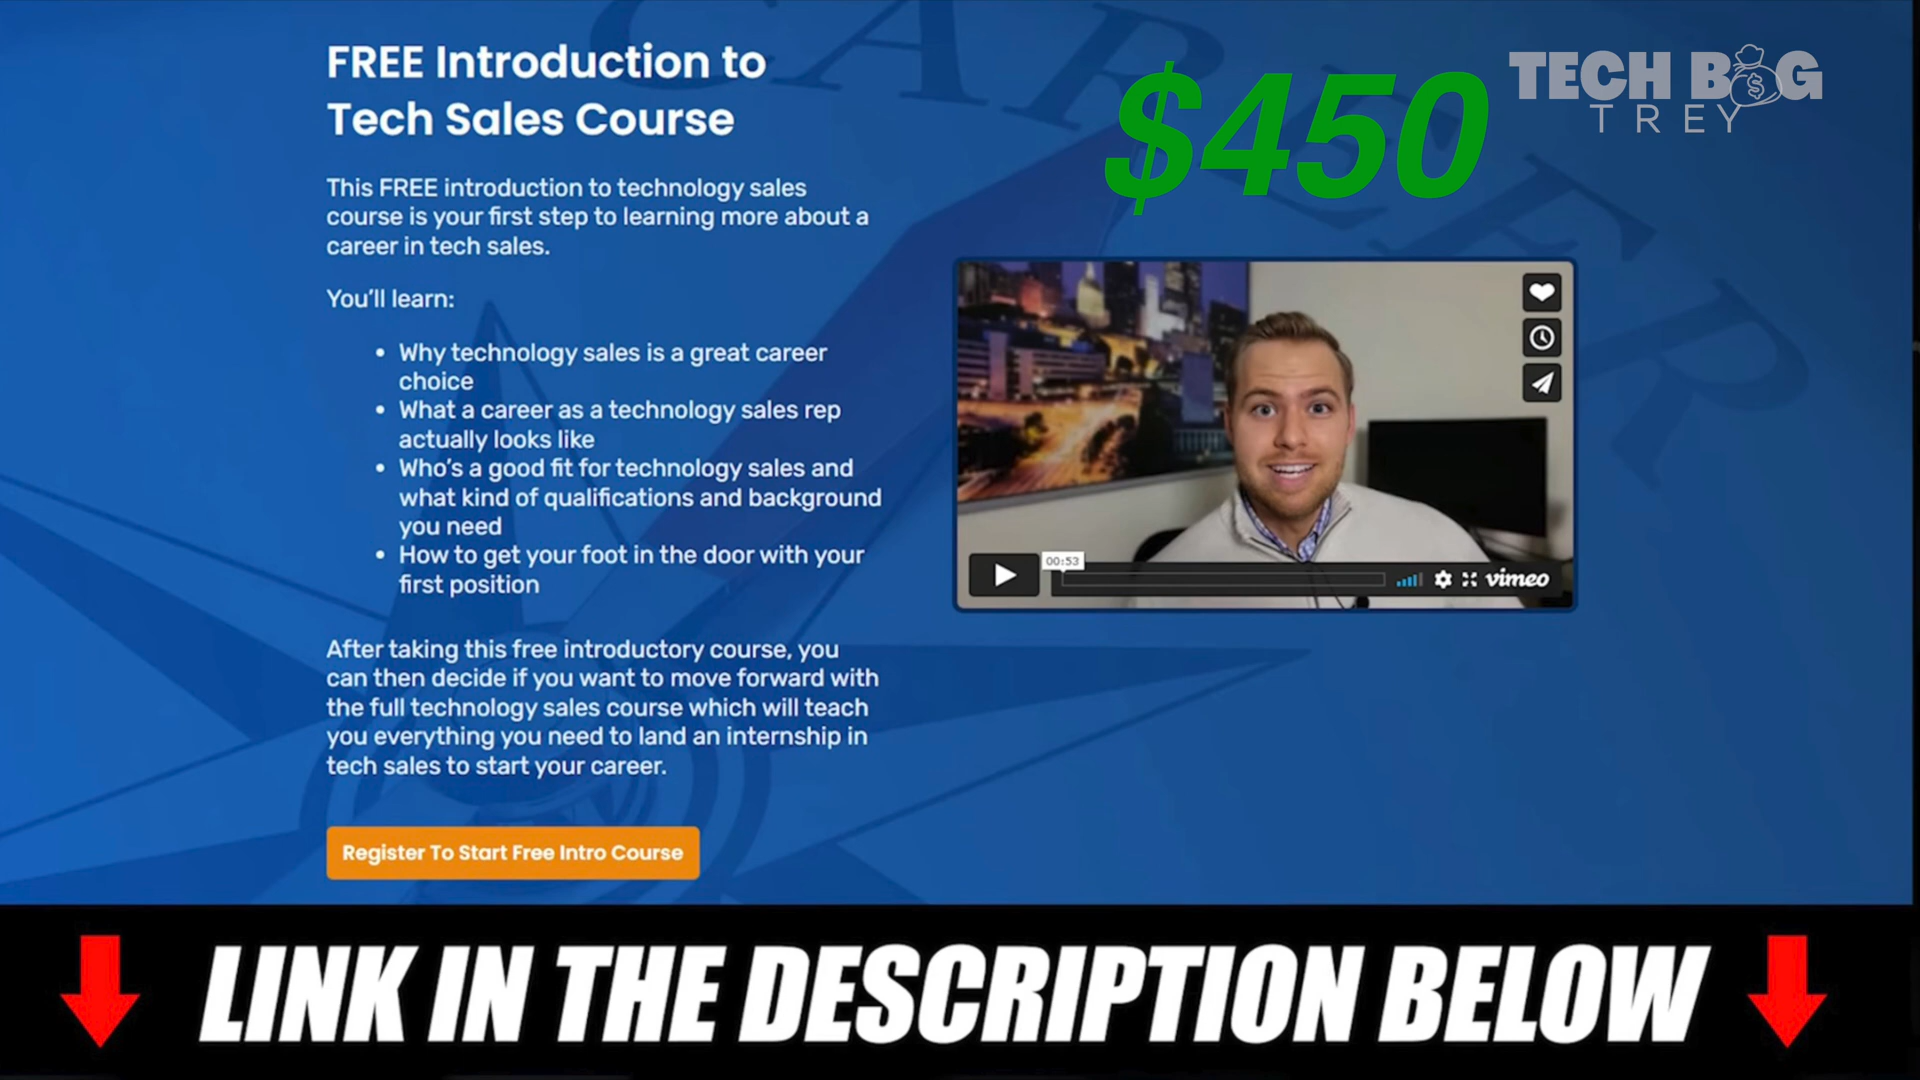 FREE Introduction to
Tech Sales Course
This FREE introduction to technology sales
course is your first step to learning more about a
career in tech sales.
You'll learn:
• Why technology sales is a great career
choice
• What a career as a technology sales rep
actually looks like
• Who's a good fit for technology sales and
what kind of qualifications and background
you need
• How to get your foot in the door with your
first position
After taking this free introductory course, you
can then decide if you want to move forward with
the full technology sales course which will teach
you everything you need to land an internship in
tech sales to start your career.
Register To Start Free Intro Course
$450
TECH B$G
TREY
CAREER
00:53
vimeo
LINK IN THE DESCRIPTION BELOW